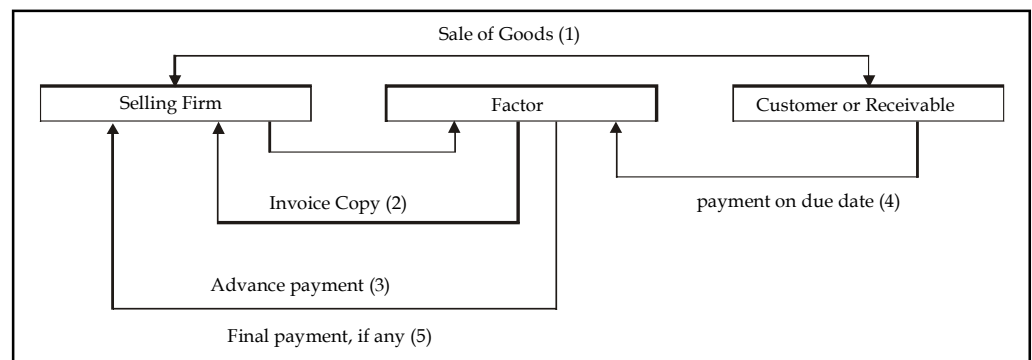 Sale of Goods (1)
Selling Firm
Factor
Customer or Receivable
Invoice Copy (2)
payment on due date (4)
Advance payment (3)
Final payment, if any (5)